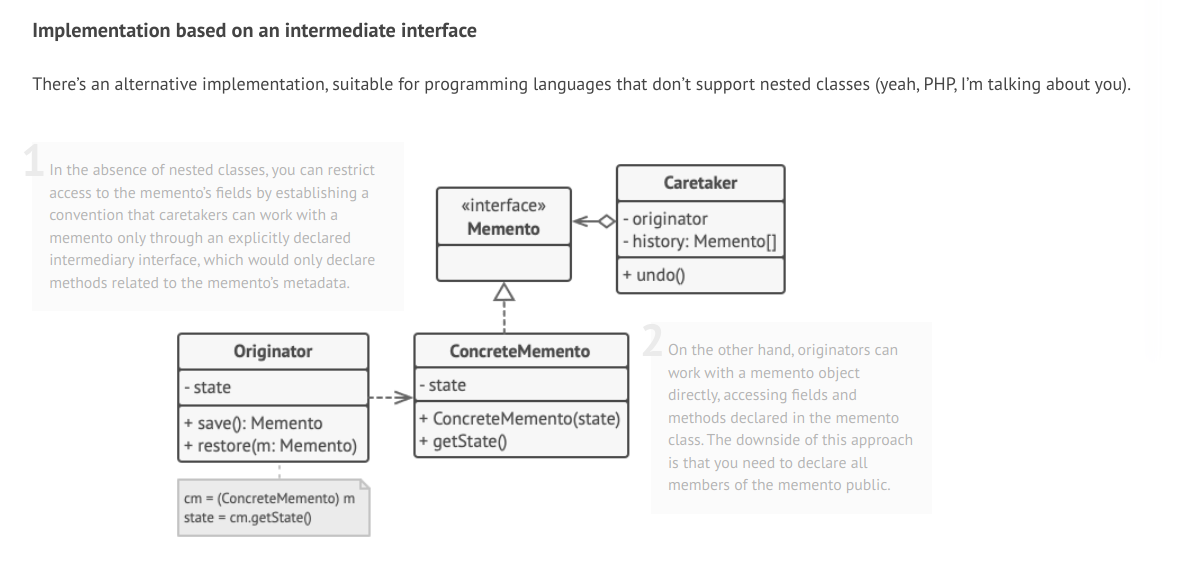 Implementation based on an intermediate interface
There’s an alternative implementation, suitable for programming languages that don’t support nested classes (yeah, PHP, I’m talking about you).
1
In the absence of nested classes, you can restrict
access to the memento’s fields by establishing a
convention that caretakers can work with a
memento only through an explicitly declared
intermediary interface, which would only declare
methods related to the memento’s metadata.
«interface»
Memento
Caretaker
- originator
- history: Memento[]
+ undo()
Originator
- state
+ save(): Memento
+ restore(m: Memento)
cm = (ConcreteMemento) m
state = cm.getState()
ConcreteMemento
- state
+ ConcreteMemento(state)
+ getState()
2
On the other hand, originators can
work with a memento object
directly, accessing fields and
methods declared in the memento
class. The downside of this approach
is that you need to declare all
members of the memento public.